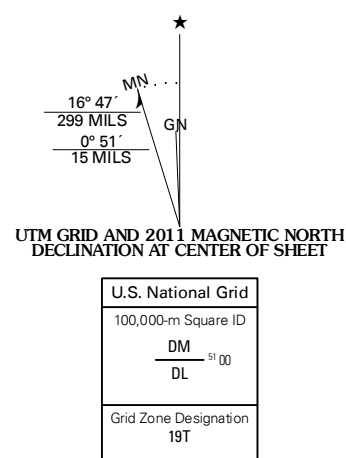 ★
MN
16° 47´
299 MILS
GN
0° 51´
15 MILS
UTM GRID AND 2011 MAGNETIC NORTH
DECLINATION AT CENTER OF SHEET
U.S. National Grid
100,000-m Square ID
DM
51 00
DL
Grid Zone Designation
19T